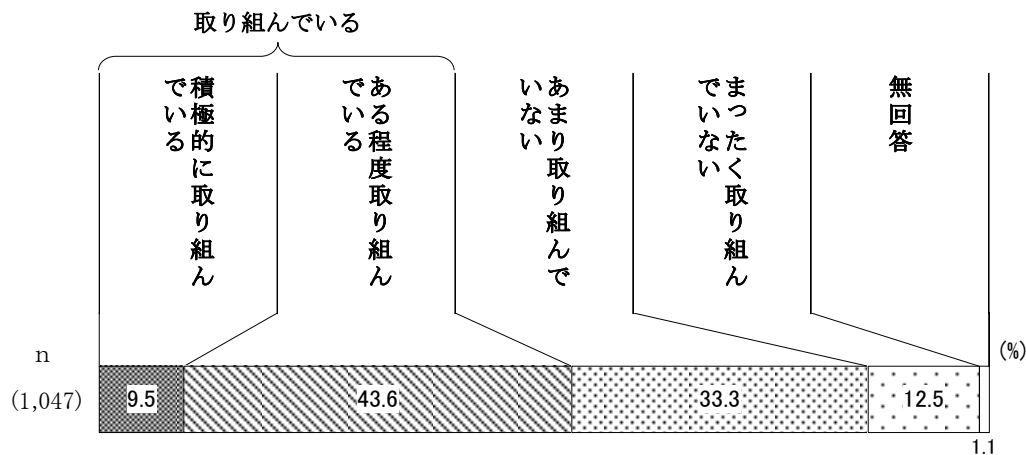 取り組んでいる
積極的に取り組ん
でいる
ある程度取り組ん
でいる
あまり取り組んで
いない
まったく取り組ん
でいない
無回答
n
(%)
(1,047)
9.5
43.6
33.3
12.5
1.1